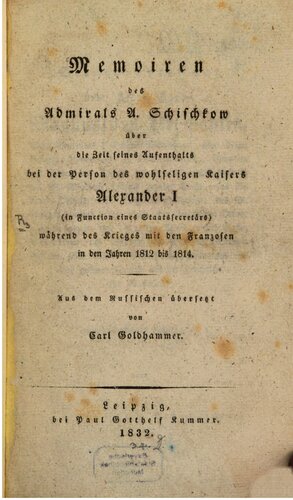 Memoiren
des
Admirals A. Schischkow
über
die Zeit seines Aufenthalts
bei der Person des wohlseligen Kaisers
Alexander I
(in Function eines Staatssecretärs)
während des Krieges mit den Franzosen
in den Jahren 1812 bis 1814.
Aus dem Russischen übersetzt
von
Carl Goldhammer.
Leipzig,
bei Paul Gotthelf Kummer.
1832.